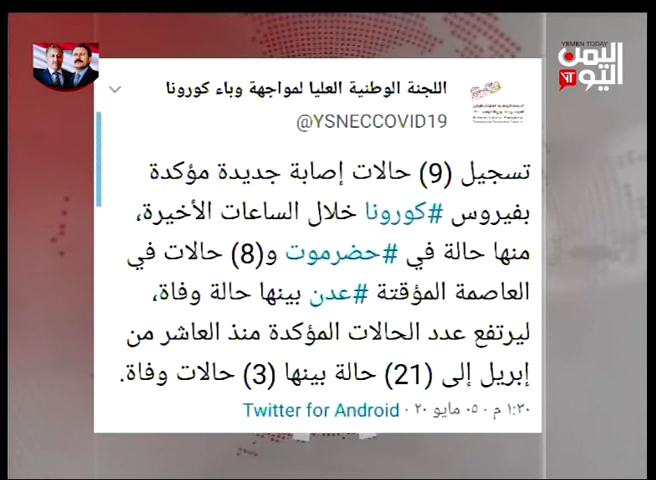 YEMEN TODAY
اليمن اليوم
اللجنة الوطنية العليا لمواجهة وباء كورونا
@YSNECCOVID19
تسجيل (9) حالات إصابة جديدة مؤكدة
بفيروس #كورونا خلال الساعات الأخيرة،
منها حالة في #حضرموت و(8) حالات في
العاصمة المؤقتة #عدن بينها حالة وفاة،
ليرتفع عدد الحالات المؤكدة منذ العاشر من
إبريل إلى (21) حالة بينها (3) حالات وفاة.
١:٣٠ م · ٠٥ مايو ٢٠ · Twitter for Android